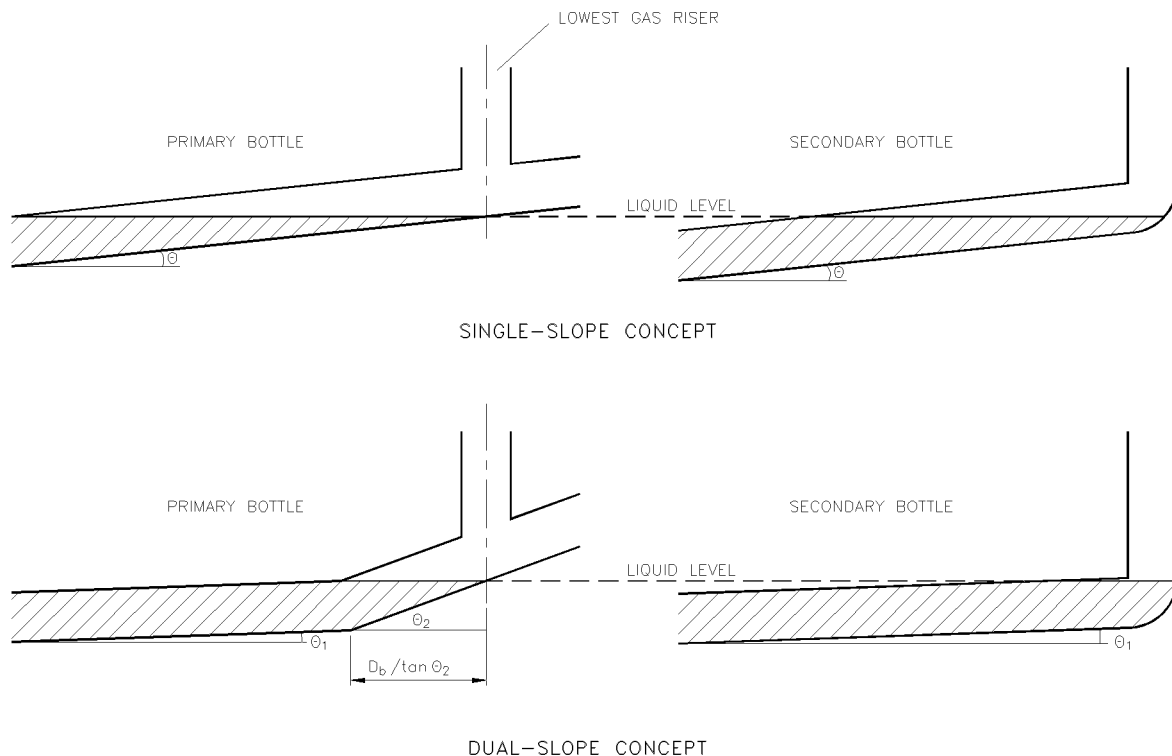 LOWEST GAS RISER
PRIMARY BOTTLE
SECONDARY BOTTLE
LIQUID LEVEL
Θ
Θ
SINGLE-SLOPE CONCEPT
PRIMARY BOTTLE
SECONDARY BOTTLE
LIQUID LEVEL
Θ₂
Θ₁
Θ₁
D_b/tan Θ₂
DUAL-SLOPE CONCEPT